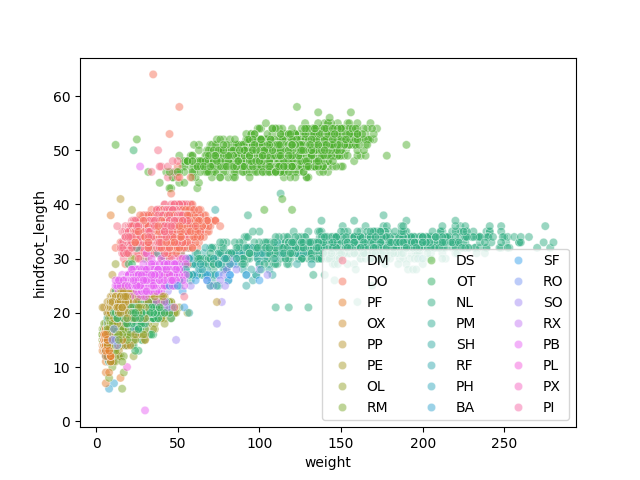 60
50
40
30
20
10
0
hindfoot_length
DM DS SF
DO OT RO
PF NL SO
OX PM RX
PP SH PB
PE RF PL
OL PH PX
RM BA PI
0 50 100 150 200 250
weight